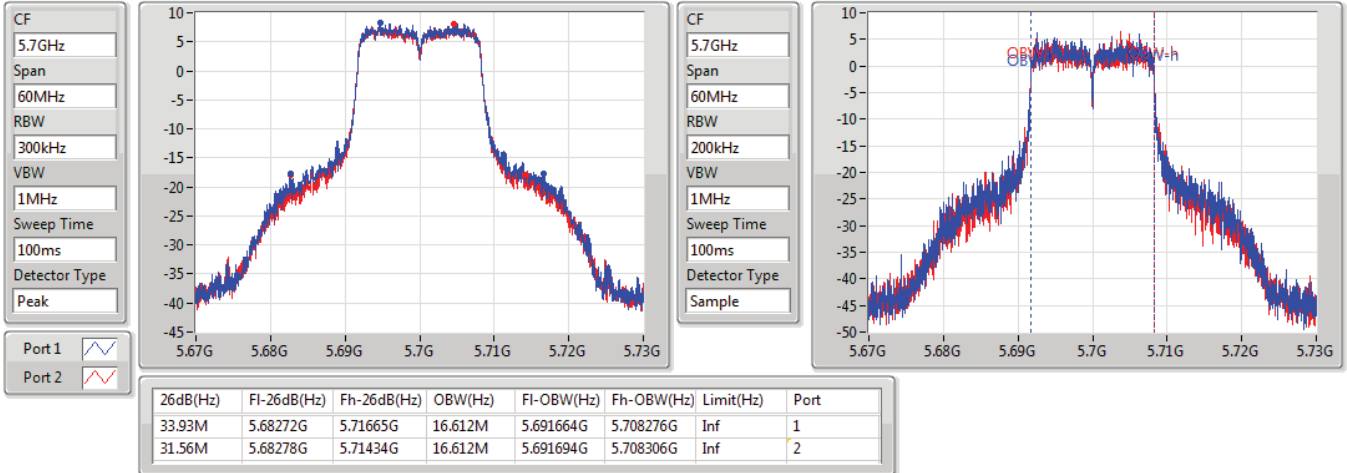 CF
5.7GHz
Span
60MHz
RBW
300kHz
VBW
1MHz
Sweep Time
100ms
Detector Type
Peak
Port 1
Port 2
10-
5-
0-
-5-
-10-
-15-
-20-
-25-
-30-
-35-
-40-
-45-
5.67G 5.68G 5.69G 5.7G 5.71G 5.72G 5.73G
CF
5.7GHz
Span
60MHz
RBW
200kHz
VBW
1MHz
Sweep Time
100ms
Detector Type
Sample
10-
5-
0-
-5-
-10-
-15-
-20-
-25-
-30-
-35-
-40-
-45-
-50-
5.67G 5.68G 5.69G 5.7G 5.71G 5.72G 5.73G
26dB(Hz) Fl-26dB(Hz) Fh-26dB(Hz) OBW(Hz) Fl-OBW(Hz) Fh-OBW(Hz) Limit(Hz) Port
33.93M 5.68272G 5.71665G 16.612M 5.691664G 5.708276G Inf 1
31.56M 5.68278G 5.71434G 16.612M 5.691694G 5.708306G Inf 2